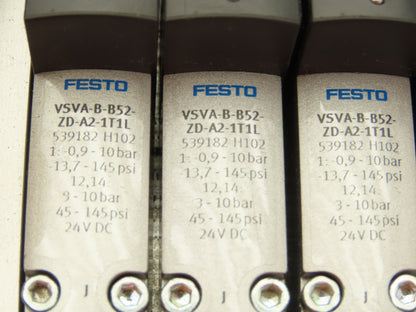 FESTO
VSVA-B-B52-
ZD-A2-1T1L
539182 H102
1: -0,9 - 10 bar
-13,7 - 145 psi
12,14:
3 - 10 bar
45 - 145 psi
24V DC
J
FESTO
VSVA-B-B52-
ZD-A2-1T1L
539182 H102
1: -0,9 - 10 bar
-13,7 - 145 psi
12,14:
3 - 10 bar
45 - 145 psi
24V DC
J
FESTO
VSVA-B-B52-
ZD-A2-1T1L
539182 H102
1: -0,9 - 10 bar
-13,7 - 145 psi
12,14:
3 - 10 bar
45 - 145 psi
24V DC
J